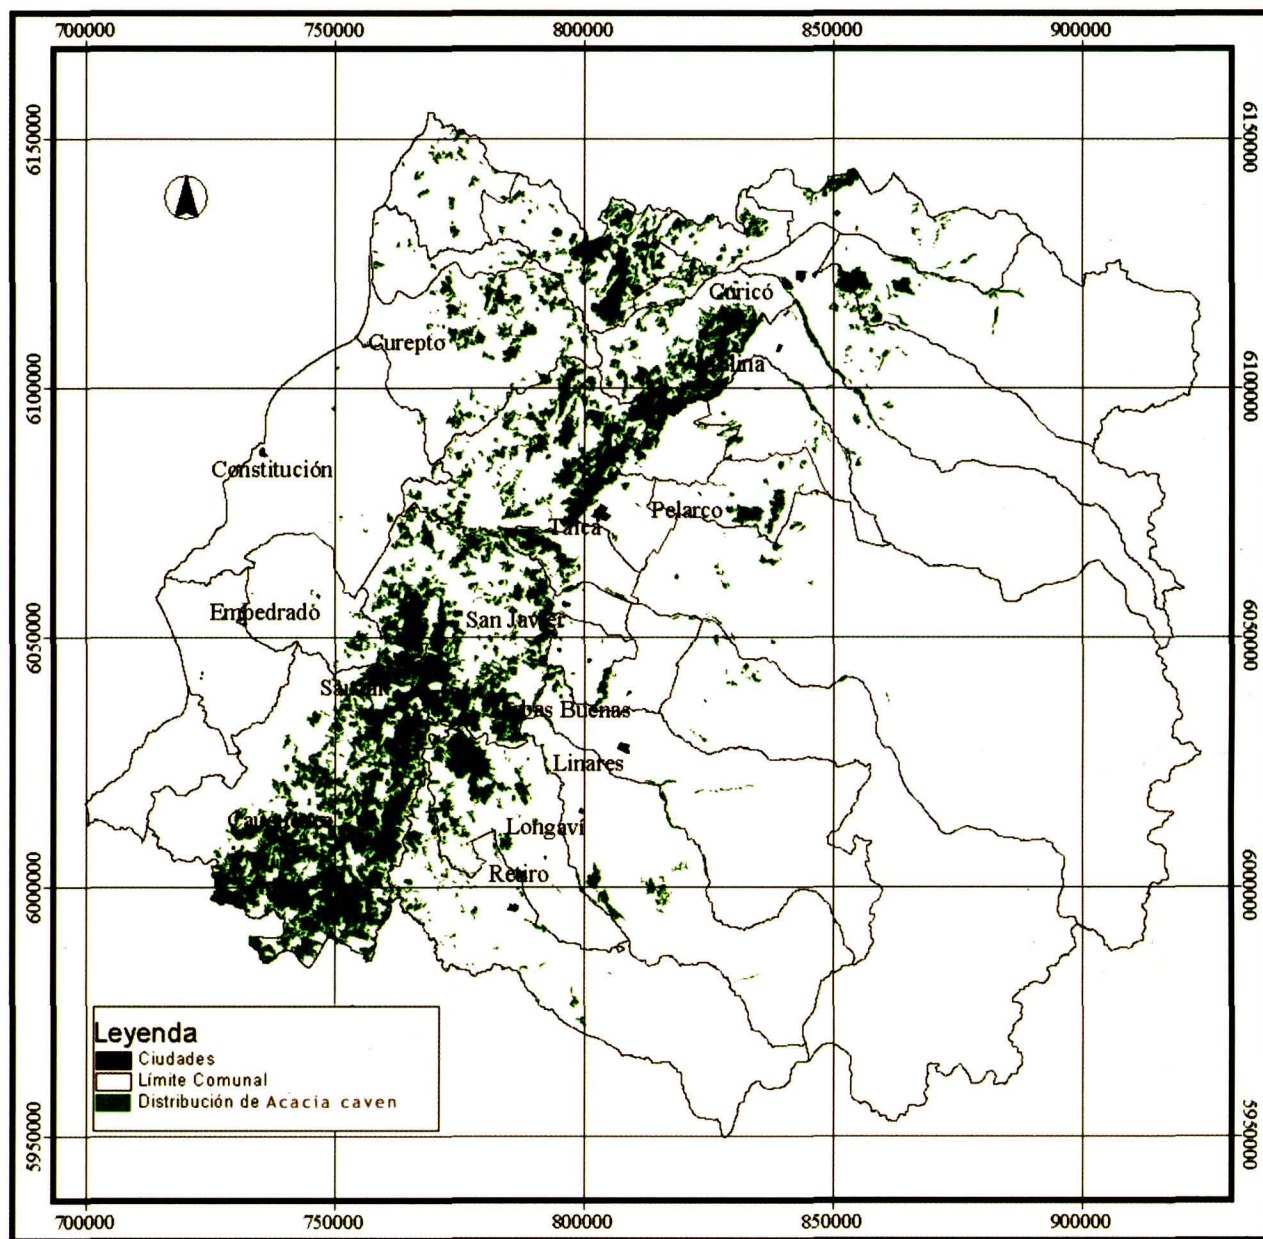 700000 750000 800000 850000 900000
6150000 6150000
Coricó
Curepto
6100000 6100000
Constitución
Pelarco
Talca
Empedrado
San Javier
6050000 6050000
Linares
Longaví
Retiro
6000000 6000000
Leyenda
Ciudades
Límite Comunal
Distribución de Acacia caven
5950000 5950000
700000 750000 800000 850000 900000